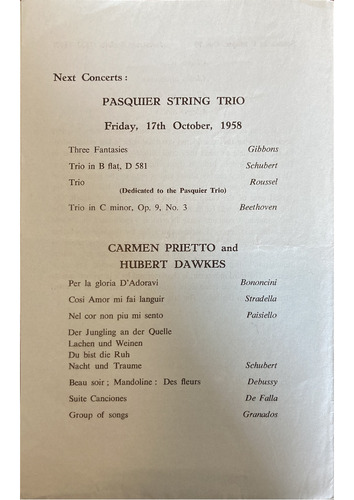 Next Concerts :
PASQUIER STRING TRIO
Friday, 17th October, 1958
Three Fantasies Gibbons
Trio in B flat, D 581 Schubert
Trio Roussel
(Dedicated to the Pasquier Trio)
Trio in C minor, Op. 9, No. 3 Beethoven
CARMEN PRIETTO and
HUBERT DAWKES
Per la gloria D'Adoravi Bononcini
Cosi Amor mi fai languir Stradella
Nel cor non piu mi sento Paisiello
Der Jungling an der Quelle
Lachen und Weinen
Du bist die Ruh
Nacht und Traume Schubert
Beau soir ; Mandoline : Des fleurs Debussy
Suite Canciones De Falla
Group of songs Granados